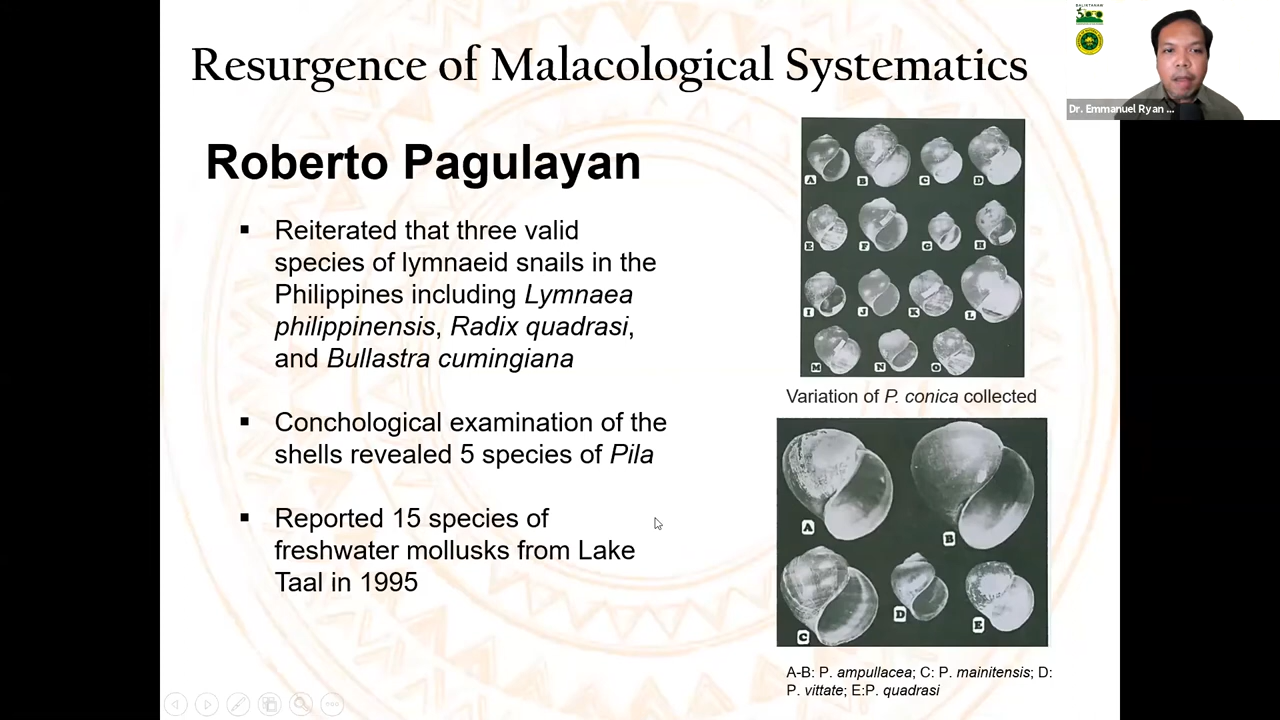 Resurgence of Malacological Systematics
Dr. Emmanuel Ryan ...
Roberto Pagulayan
▪ Reiterated that three valid
species of lymnaeid snails in the
Philippines including Lymnaea
philippinensis, Radix quadrasi,
and Bullastra cumingiana
▪ Conchological examination of the
shells revealed 5 species of Pila
▪ Reported 15 species of
freshwater mollusks from Lake
Taal in 1995
A B C D
E F G H
I J K L
M N O
Variation of P. conica collected
A B
C D E
A-B: P. ampullacea; C: P. mainitensis; D:
P. vittate; E:P. quadrasi